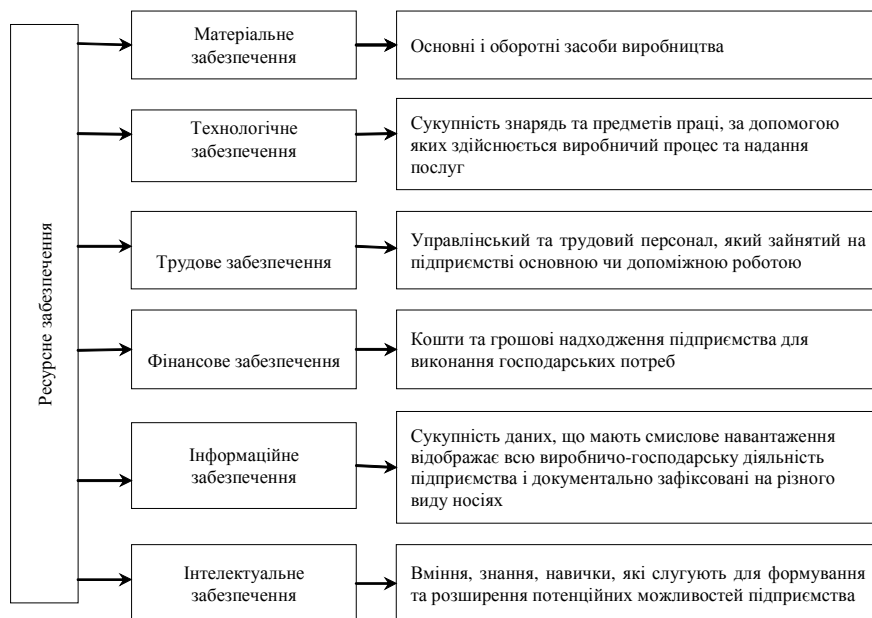 Ресурсне забезпечення
Матеріальне
забезпечення
Основні і оборотні засоби виробництва
Технологічне
забезпечення
Сукупність знарядь та предметів праці, за допомогою
яких здійснюється виробничий процес та надання
послуг
Трудове забезпечення
Управлінський та трудовий персонал, який зайнятий на
підприємстві основною чи допоміжною роботою
Фінансове забезпечення
Кошти та грошові надходження підприємства для
виконання господарських потреб
Інформаційне
забезпечення
Сукупність даних, що мають смислове навантаження
відображає всю виробничо-господарську діяльність
підприємства і документально зафіксовані на різного
виду носіях
Інтелектуальне
забезпечення
Вміння, знання, навички, які слугують для формування
та розширення потенційних можливостей підприємства